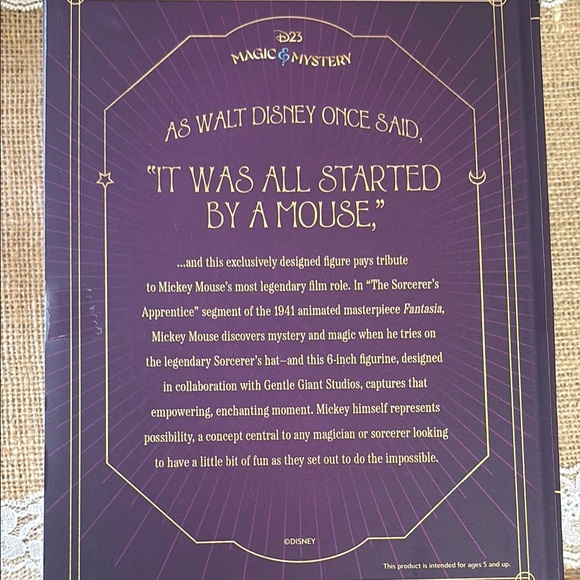 D23
MAGIC & MYSTERY
AS WALT DISNEY ONCE SAID,
“IT WAS ALL STARTED
BY A MOUSE,”
...and this exclusively designed figure pays tribute
to Mickey Mouse’s most legendary film role. In “The Sorcerer’s
Apprentice” segment of the 1941 animated masterpiece Fantasia,
Mickey Mouse discovers mystery and magic when he tries on
the legendary Sorcerer’s hat—and this 6-inch figurine, designed
in collaboration with Gentle Giant Studios, captures that
empowering, enchanting moment. Mickey himself represents
possibility, a concept central to any magician or sorcerer looking
to have a little bit of fun as they set out to do the impossible.
©DISNEY
This product is intended for ages 5 and up.